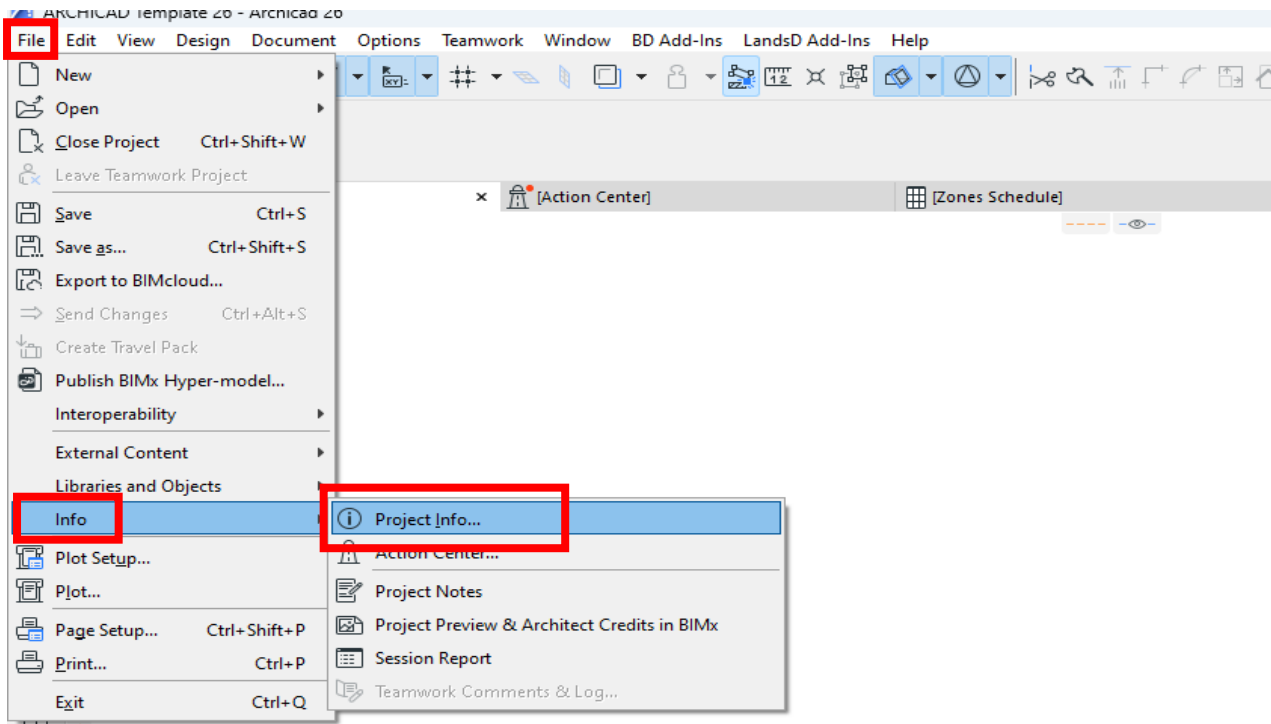 ARCHICAD Template 26 - Archicad 26
File Edit View Design Document Options Teamwork Window BD Add-Ins LandsD Add-Ins Help
New
Open
Close Project Ctrl+Shift+W
Leave Teamwork Project
[Action Center] [Zones Schedule]
Save Ctrl+S
Save as... Ctrl+Shift+S
Export to BIMcloud...
Send Changes Ctrl+Alt+S
Create Travel Pack
Publish BIMx Hyper-model...
Interoperability
External Content
Libraries and Objects
Info
Project Info...
Action Center...
Plot Setup...
Plot...
Project Notes
Page Setup... Ctrl+Shift+P
Project Preview & Architect Credits in BIMx
Print... Ctrl+P
Session Report
Exit Ctrl+Q
Teamwork Comments & Log...